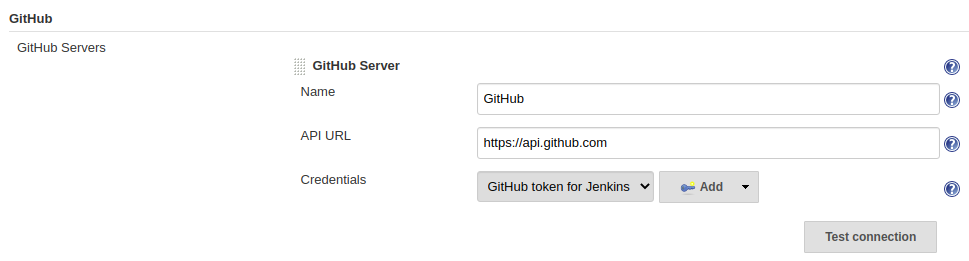 GitHub
GitHub Servers
GitHub Server
Name
GitHub
API URL
https://api.github.com
Credentials
GitHub token for Jenkins
Add
Test connection